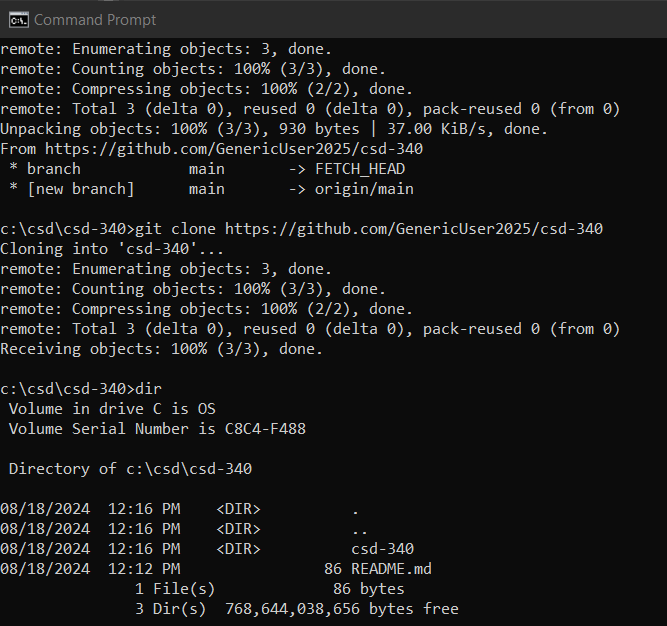 Command Prompt
remote: Enumerating objects: 3, done.
remote: Counting objects: 100% (3/3), done.
remote: Compressing objects: 100% (2/2), done.
remote: Total 3 (delta 0), reused 0 (delta 0), pack-reused 0 (from 0)
Unpacking objects: 100% (3/3), 930 bytes | 37.00 KiB/s, done.
From https://github.com/GenericUser2025/csd-340
 * branch            main       -> FETCH_HEAD
 * [new branch]      main       -> origin/main

c:\csd\csd-340>git clone https://github.com/GenericUser2025/csd-340
Cloning into 'csd-340'...
remote: Enumerating objects: 3, done.
remote: Counting objects: 100% (3/3), done.
remote: Compressing objects: 100% (2/2), done.
remote: Total 3 (delta 0), reused 0 (delta 0), pack-reused 0 (from 0)
Receiving objects: 100% (3/3), done.

c:\csd\csd-340>dir
 Volume in drive C is OS
 Volume Serial Number is C8C4-F488

 Directory of c:\csd\csd-340

08/18/2024  12:16 PM    <DIR>          .
08/18/2024  12:16 PM    <DIR>          ..
08/18/2024  12:16 PM    <DIR>          csd-340
08/18/2024  12:12 PM                86 README.md
               1 File(s)             86 bytes
               3 Dir(s)  768,644,038,656 bytes free